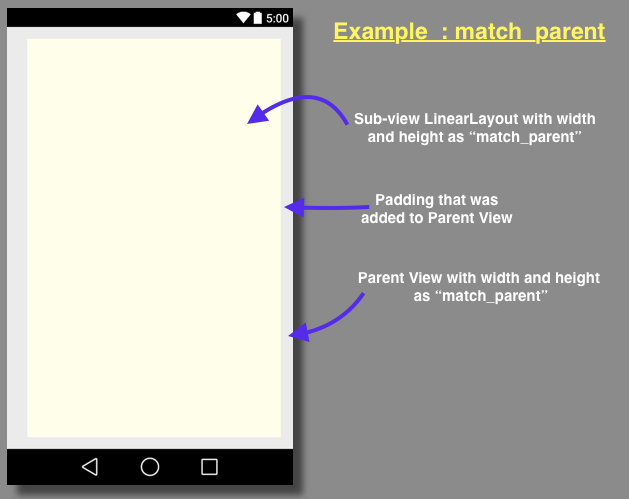 5:00
Example : match_parent
Sub-view LinearLayout with width
and height as “match_parent”
Padding that was
added to Parent View
Parent View with width and height
as “match_parent”